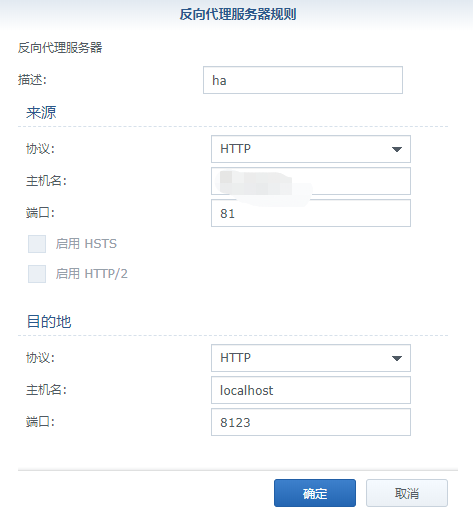 反向代理服务器规则
反向代理服务器
描述: ha
来源
协议: HTTP
主机名:
端口: 81
启用 HSTS
启用 HTTP/2
目的地
协议: HTTP
主机名: localhost
端口: 8123
确定 取消